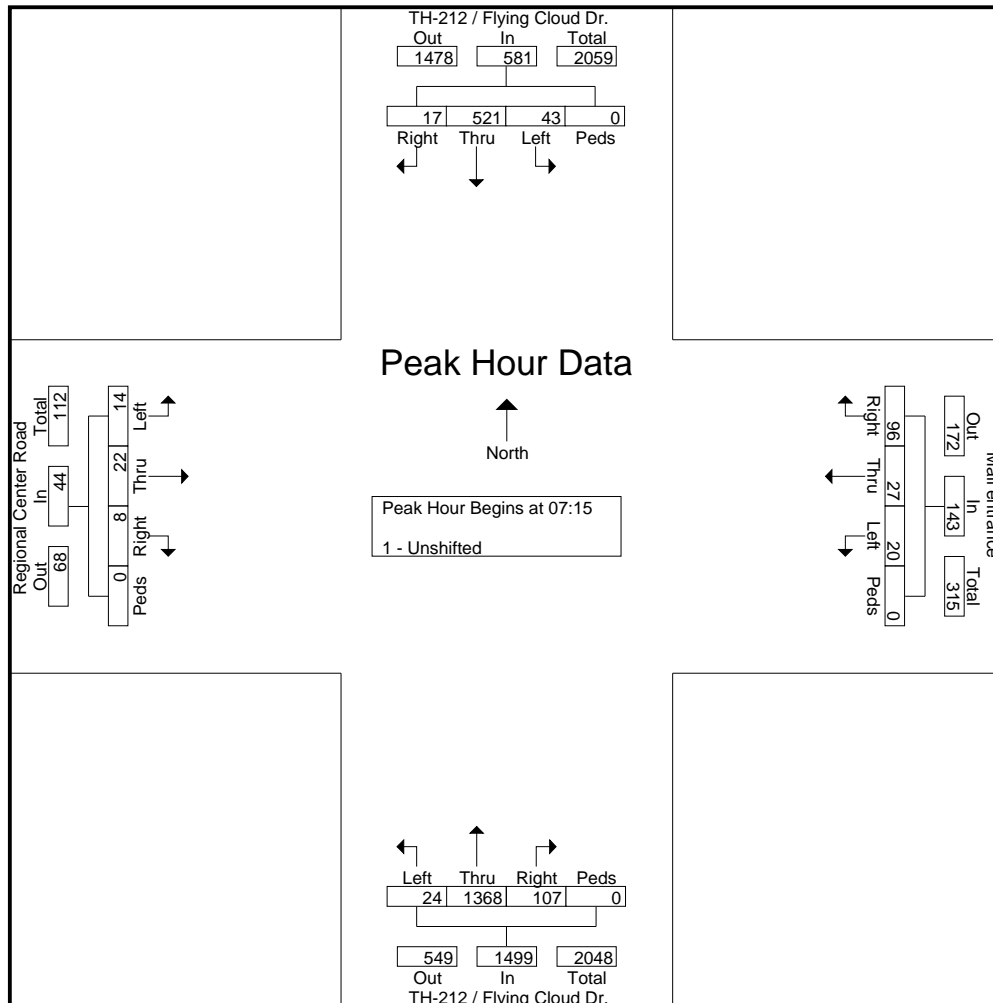 TH-212 / Flying Cloud Dr.
Out In Total
1478 581 2059
17 521 43 0
Right Thru Left Peds
Peak Hour Data
North
Peak Hour Begins at 07:15
1 - Unshifted
Regional Center Road
Total In Out
112 44 68
14 22 8 0
Left Thru Right Peds
Right Thru Left Peds
96 27 20 0
172 143 315
Out In Total
Left Thru Right Peds
24 1368 107 0
549 1499 2048
Out In Total
TH-212 / Flying Cloud Dr.